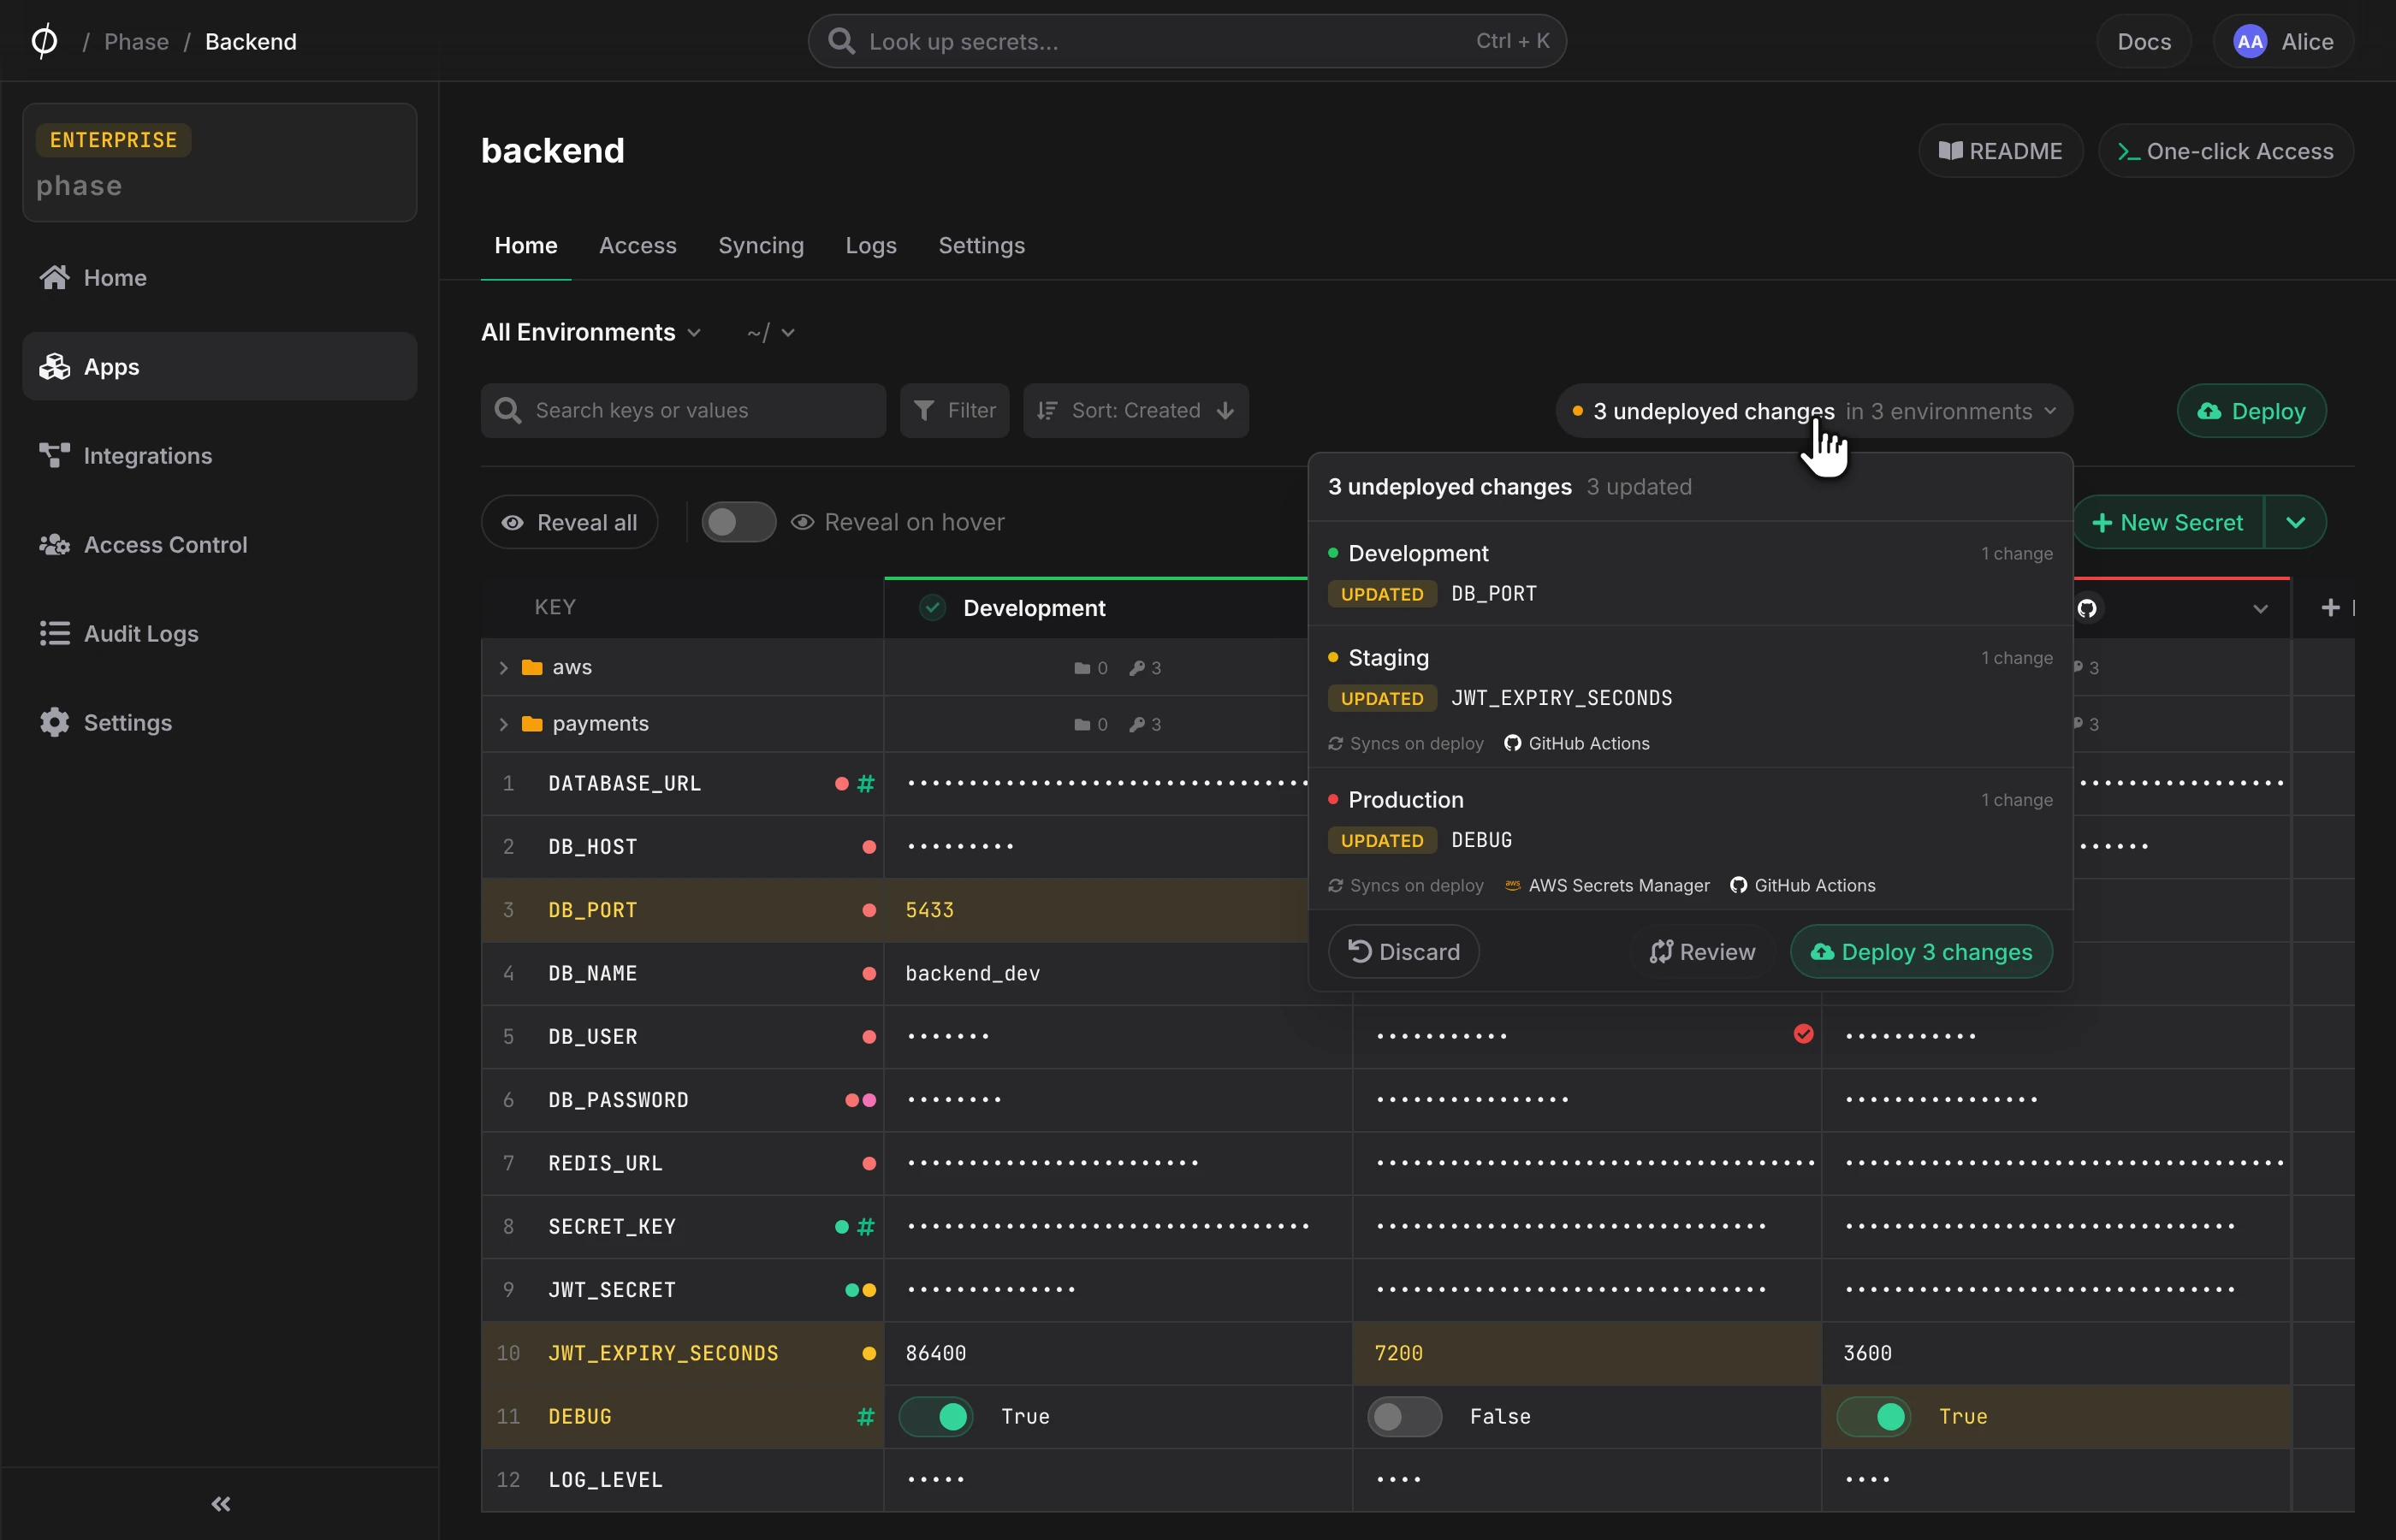 / Phase / Backend
Look up secrets...
Ctrl + K
Docs
AA Alice
ENTERPRISE
phase
Home
Apps
Integrations
Access Control
Audit Logs
Settings
backend
README
One-click Access
Home Access Syncing Logs Settings
All Environments ~/
Search keys or values
Filter
Sort: Created
3 undeployed changes in 3 environments
Deploy
Reveal all
Reveal on hover
New Secret
3 undeployed changes 3 updated
Development 1 change
UPDATED DB_PORT
Staging 1 change
UPDATED JWT_EXPIRY_SECONDS
Syncs on deploy GitHub Actions
Production 1 change
UPDATED DEBUG
Syncs on deploy aws AWS Secrets Manager GitHub Actions
Discard Review Deploy 3 changes
KEY Development
aws 0 3 3
payments 0 3 3
1 DATABASE_URL #
2 DB_HOST
3 DB_PORT 5433
4 DB_NAME backend_dev
5 DB_USER
6 DB_PASSWORD
7 REDIS_URL
8 SECRET_KEY #
9 JWT_SECRET
10 JWT_EXPIRY_SECONDS 86400 7200 3600
11 DEBUG # True False True
12 LOG_LEVEL